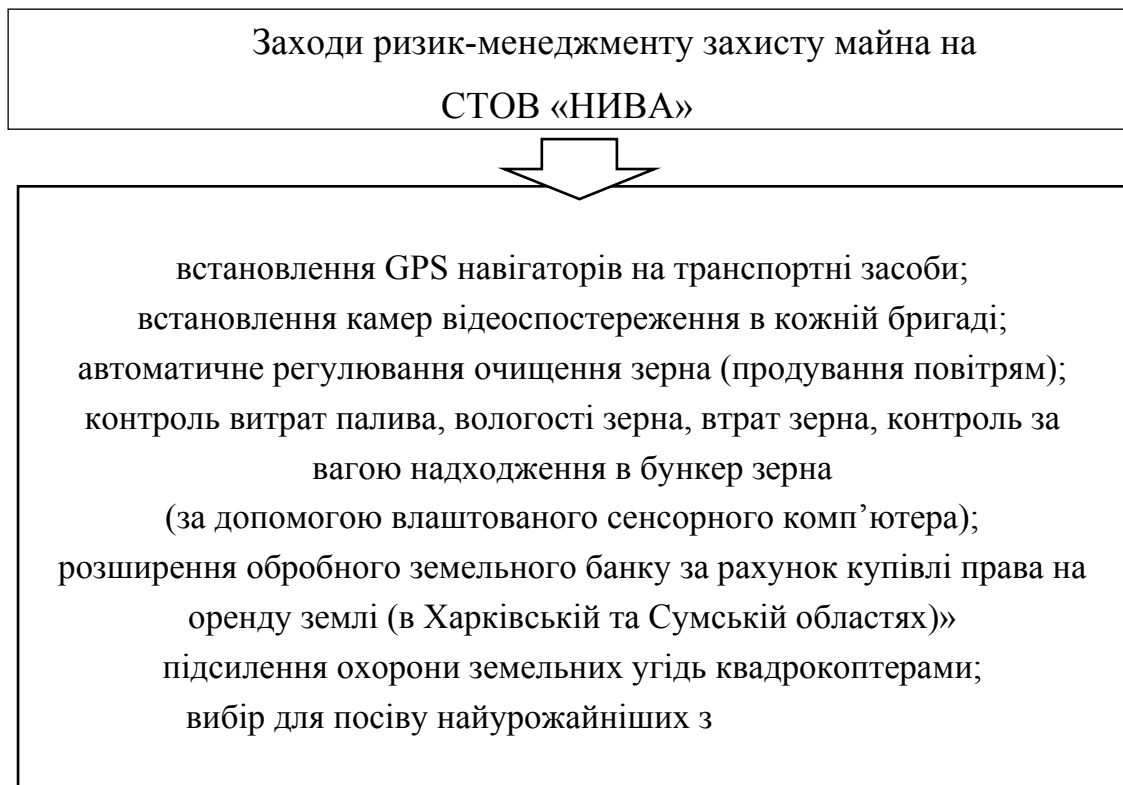 Заходи ризик-менеджменту захисту майна на
СТОВ «НИВА»
встановлення GPS навігаторів на транспортні засоби;
встановлення камер відеоспостереження в кожній бригаді;
автоматичне регулювання очищення зерна (продування повітрям);
контроль витрат палива, вологості зерна, втрат зерна, контроль за
вагою надходження в бункер зерна
(за допомогою влаштованого сенсорного комп’ютера);
розширення обробного земельного банку за рахунок купівлі права на
оренду землі (в Харківській та Сумській областях)»
підсилення охорони земельних угідь квадрокоптерами;
вибір для посіву найурожайніших з